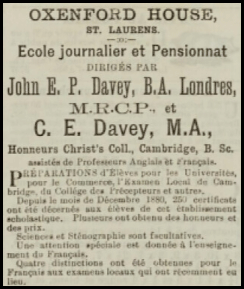 OXENFORD HOUSE,
ST. LAURENS.
Ecole journalier et Pensionnat
DIRIGÉS PAR
John E. P. Davey, B.A. Londres,
M.R.C.P., et
C. E. Davey, M.A.,
Honneurs Christ's Coll., Cambridge, B. Sc.
assistés de Professeurs Anglais et Français.
PRÉPARATIONS d'Elèves pour les Universités,
pour le Commerce, l'Examen Local de Cam-
bridge, du Collége des Précepteurs et autres.
Depuis le mois de Décembre 1880, 250 certificats
ont été décernés aux élèves de cet établissement
scholastique. Plusieurs ont obtenu des honneurs et
des prix.
Sciences et Sténographie sont facultatives.
Une attention spéciale est donnée à l'enseigne-
ment du Français.
Quatre distinctions ont été obtenues pour le
Français aux examens locaux qui ont récemment eu
lieu.